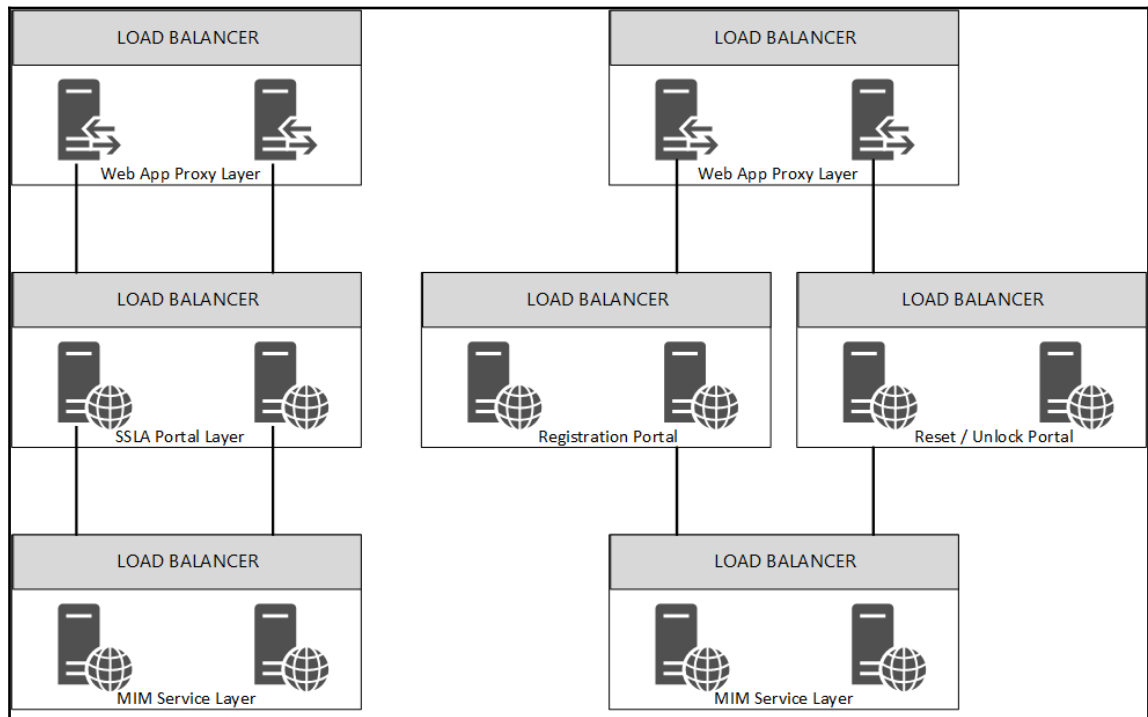 LOAD BALANCER
LOAD BALANCER
Web App Proxy Layer
Web App Proxy Layer
LOAD BALANCER
LOAD BALANCER
LOAD BALANCER
SSLA Portal Layer
Registration Portal
Reset / Unlock Portal
LOAD BALANCER
LOAD BALANCER
MIM Service Layer
MIM Service Layer